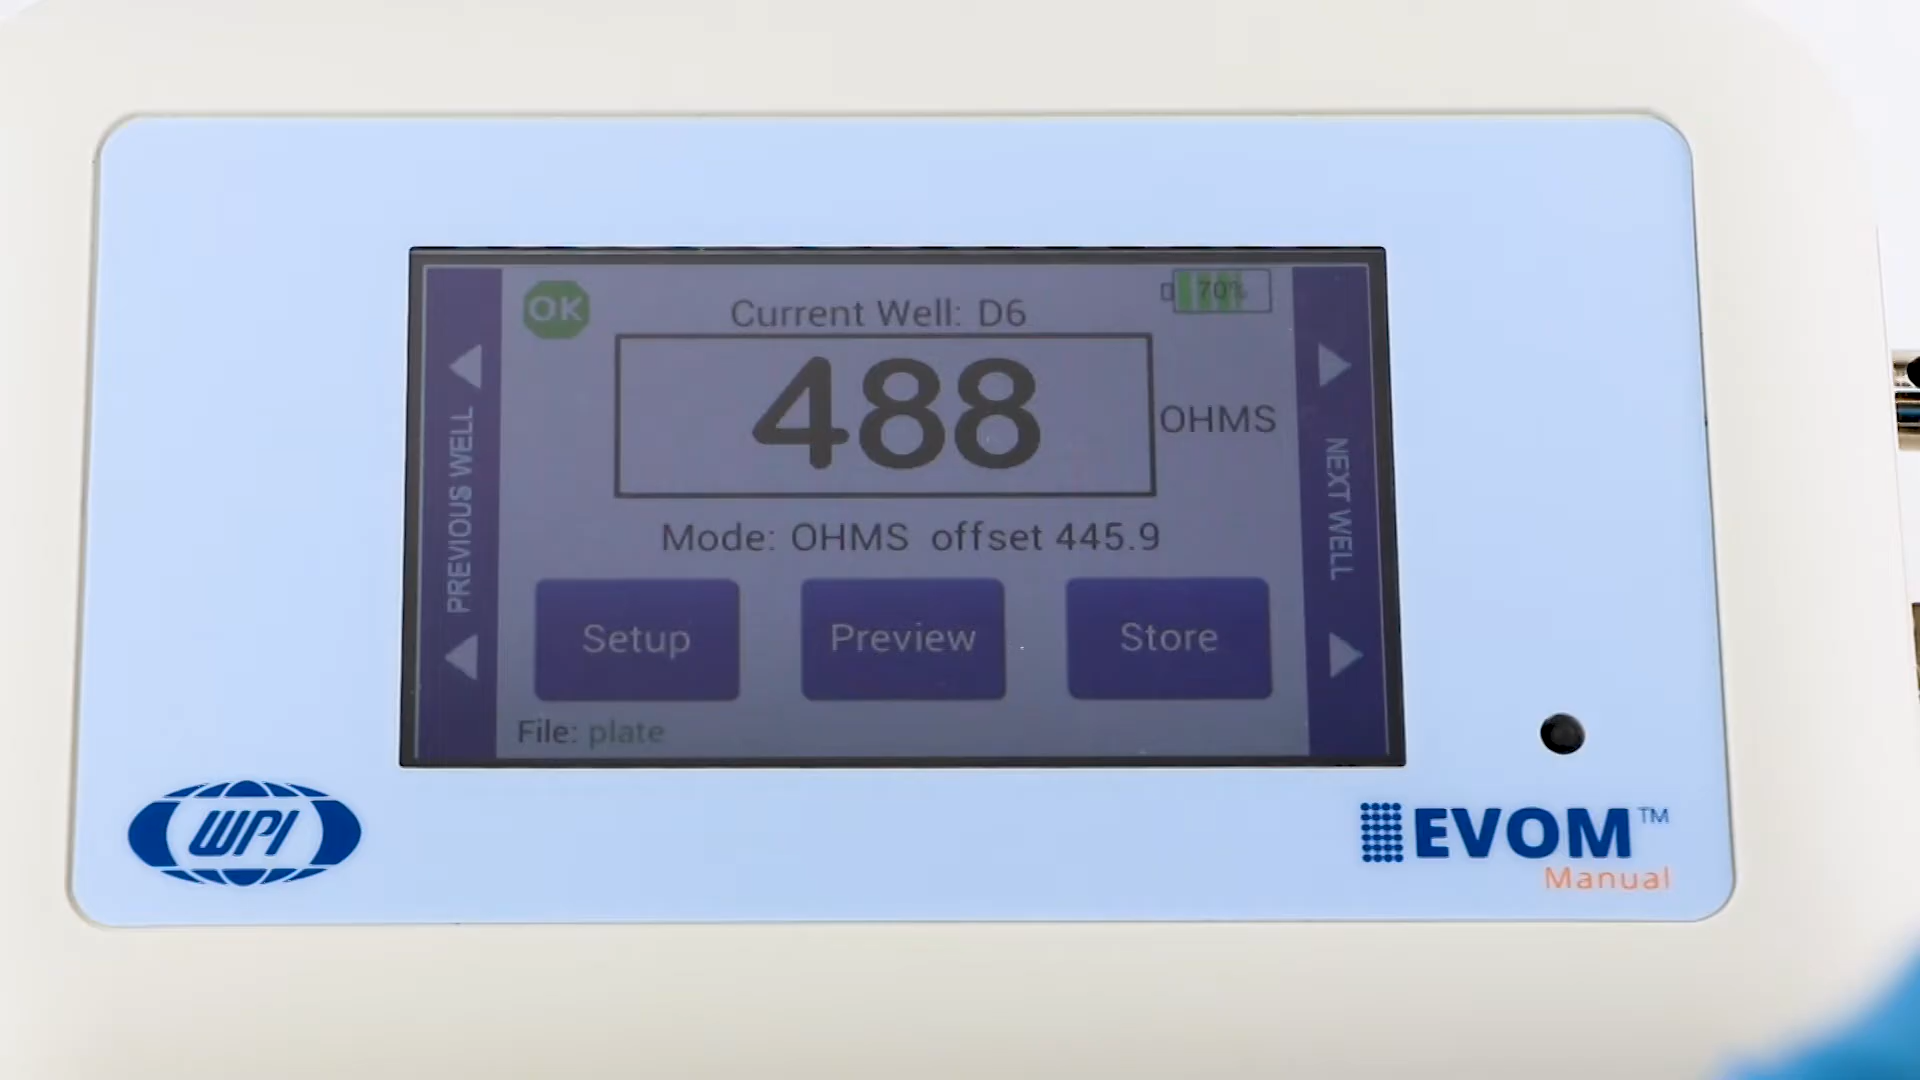 OK
70%
Current Well: D6
488
OHMS
PREVIOUS WELL
NEXT WELL
Mode: OHMS offset 445.9
Setup
Preview
Store
File: plate
WPI
EVOM™
Manual